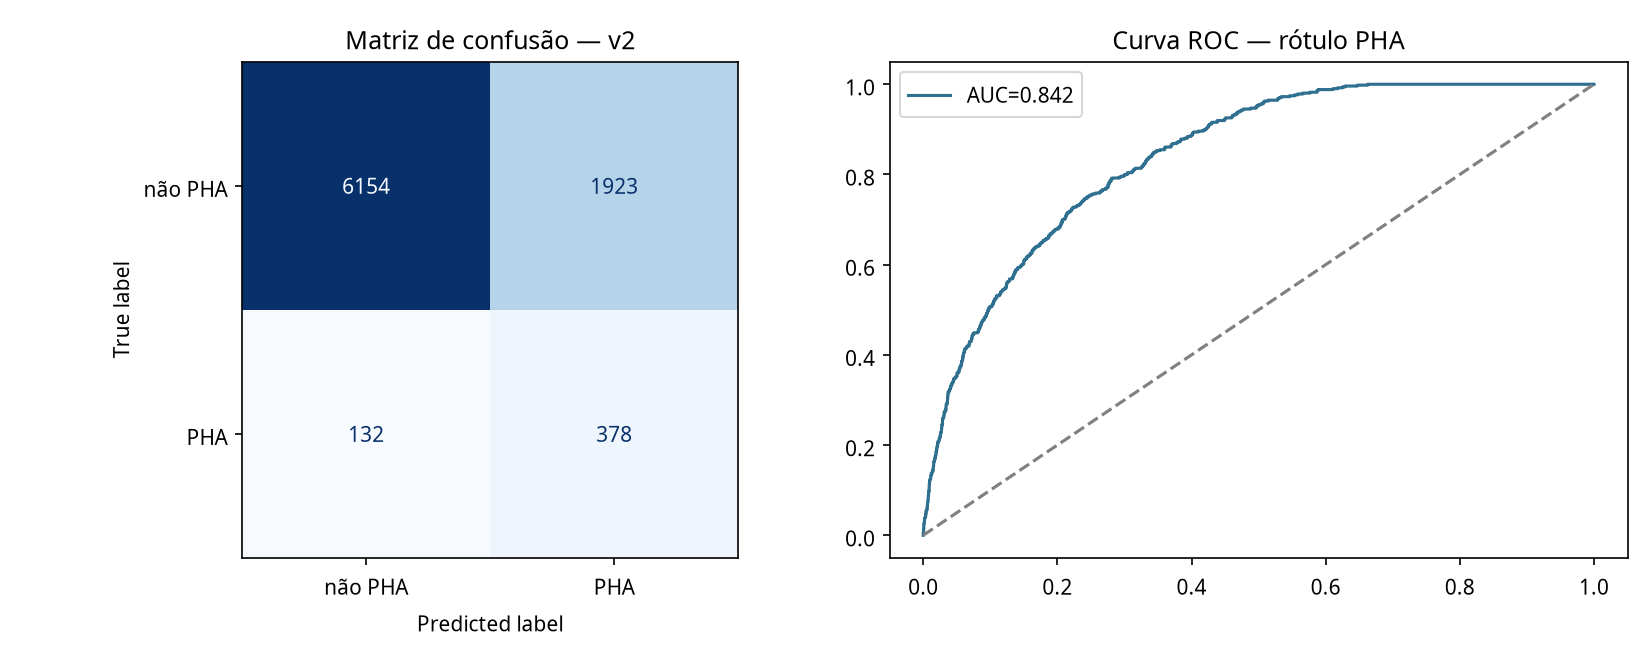 Matriz de confusão — v2
não PHA
6154
1923
True label
PHA
132
378
não PHA
PHA
Predicted label
Curva ROC — rótulo PHA
AUC=0.842
1.0
0.8
0.6
0.4
0.2
0.0
0.0
0.2
0.4
0.6
0.8
1.0